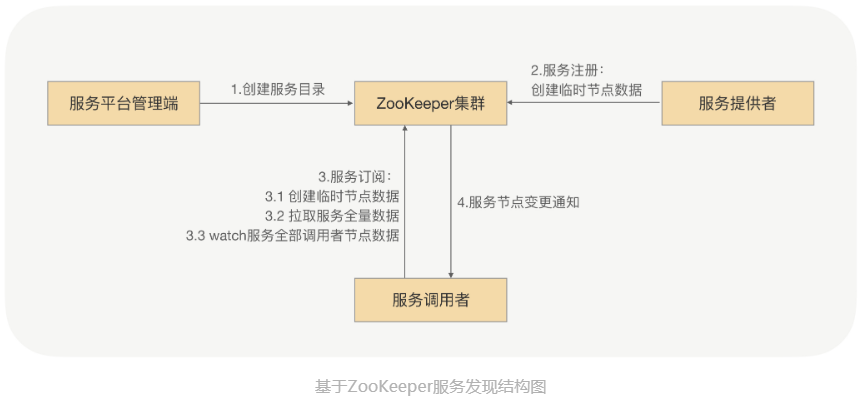 服务平台管理端
1.创建服务目录
ZooKeeper集群
2.服务注册：
创建临时节点数据
服务提供者
3.服务订阅：
3.1 创建临时节点数据
3.2 拉取服务全量数据
3.3 watch服务全部调用者节点数据
4.服务节点变更通知
服务调用者
基于ZooKeeper服务发现结构图